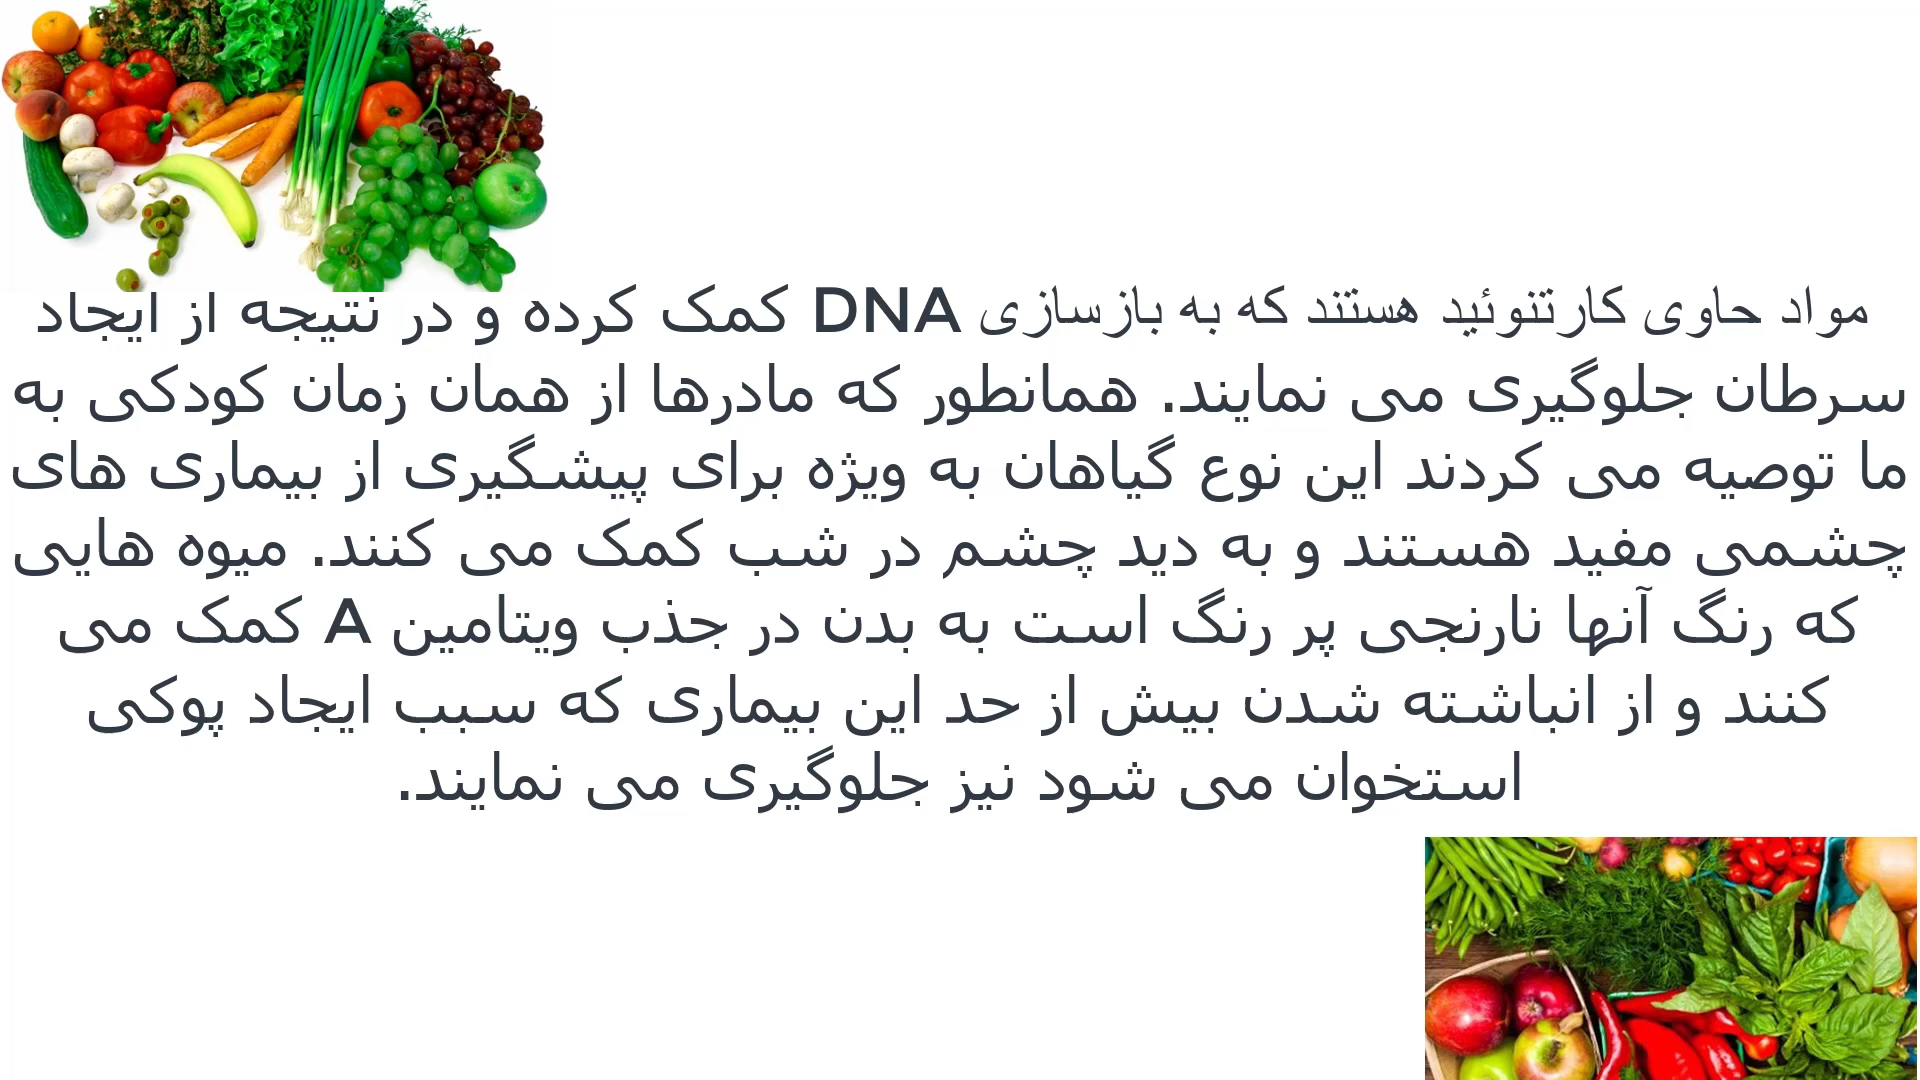 مواد حاوی کارتنوئید هستند که به بازسازی DNA کمک کرده و در نتیجه از ایجاد
سرطان جلوگیری می نمایند. همانطور که مادرها از همان زمان کودکی به
ما توصیه می کردند این نوع گیاهان به ویژه برای پیشگیری از بیماری های
چشمی مفید هستند و به دید چشم در شب کمک می کنند. میوه هایی
که رنگ آنها نارنجی پر رنگ است به بدن در جذب ویتامین A کمک می
کنند و از انباشته شدن بیش از حد این بیماری که سبب ایجاد پوکی
استخوان می شود نیز جلوگیری می نمایند.